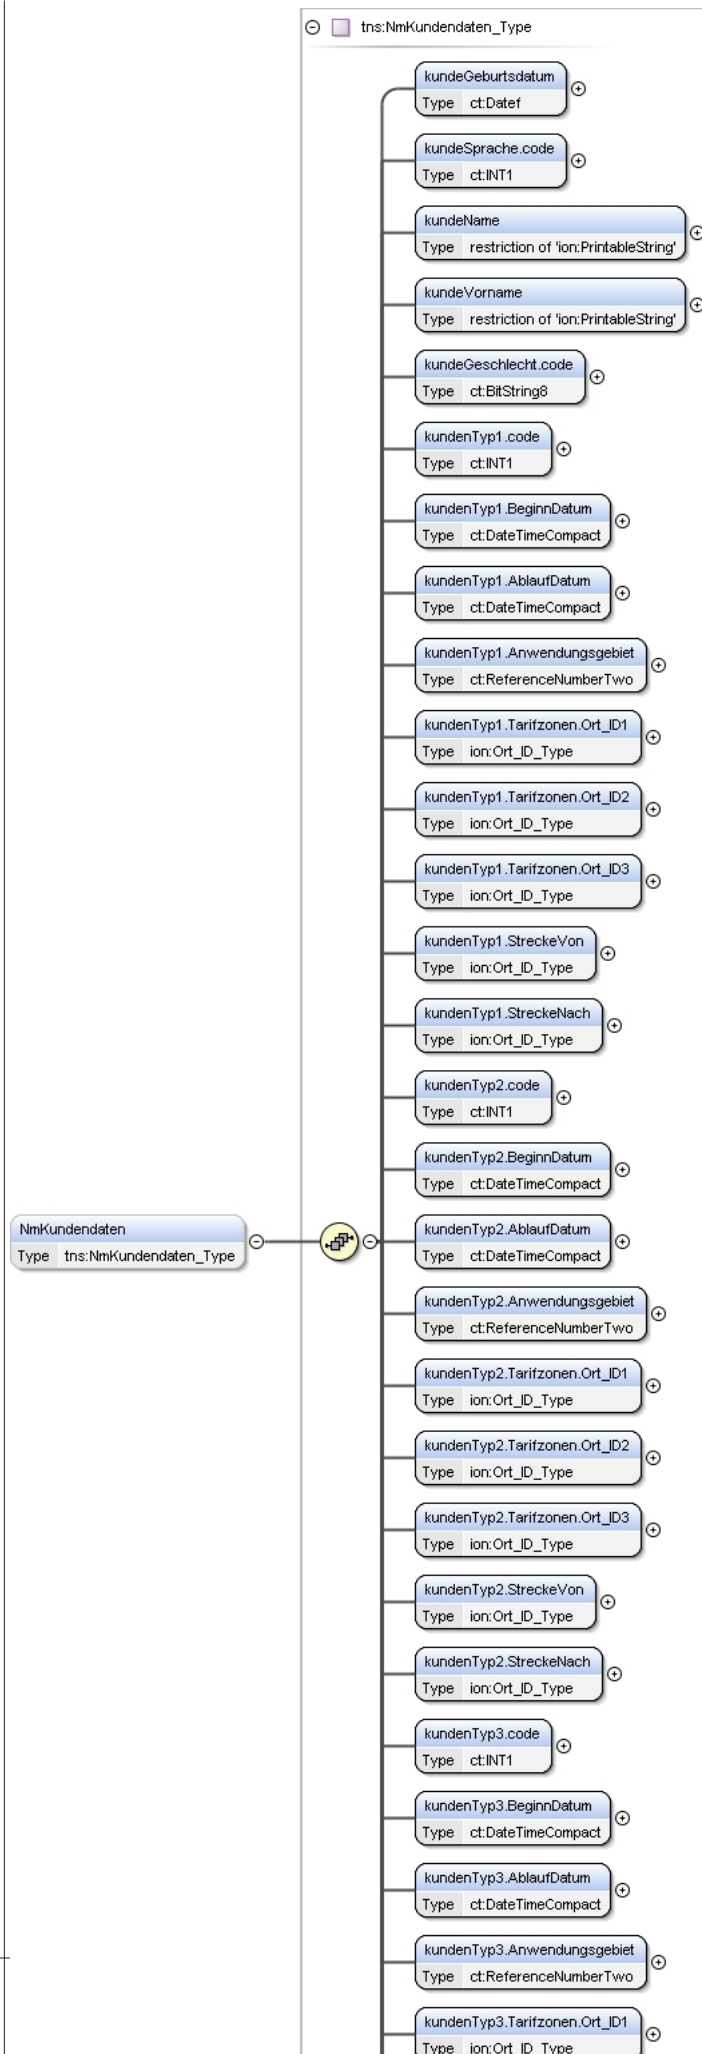 tns:NmKundendaten_Type
kundeGeburtsdatum
Type ct:Datef
kundeSprache.code
Type ct:INT1
kundeName
Type restriction of 'ion:PrintableString'
kundeVorname
Type restriction of 'ion:PrintableString'
kundeGeschlecht.code
Type ct:BitString8
kundenTyp1.code
Type ct:INT1
kundenTyp1.BeginnDatum
Type ct:DateTimeCompact
kundenTyp1.AblaufDatum
Type ct:DateTimeCompact
kundenTyp1.Anwendungsgebiet
Type ct:ReferenceNumberTwo
kundenTyp1.Tarifzonen.Ort_ID1
Type ion:Ort_ID_Type
kundenTyp1.Tarifzonen.Ort_ID2
Type ion:Ort_ID_Type
kundenTyp1.Tarifzonen.Ort_ID3
Type ion:Ort_ID_Type
kundenTyp1.StreckeVon
Type ion:Ort_ID_Type
kundenTyp1.StreckeNach
Type ion:Ort_ID_Type
kundenTyp2.code
Type ct:INT1
kundenTyp2.BeginnDatum
Type ct:DateTimeCompact
NmKundendaten
Type tns:NmKundendaten_Type
kundenTyp2.AblaufDatum
Type ct:DateTimeCompact
kundenTyp2.Anwendungsgebiet
Type ct:ReferenceNumberTwo
kundenTyp2.Tarifzonen.Ort_ID1
Type ion:Ort_ID_Type
kundenTyp2.Tarifzonen.Ort_ID2
Type ion:Ort_ID_Type
kundenTyp2.Tarifzonen.Ort_ID3
Type ion:Ort_ID_Type
kundenTyp2.StreckeVon
Type ion:Ort_ID_Type
kundenTyp2.StreckeNach
Type ion:Ort_ID_Type
kundenTyp3.code
Type ct:INT1
kundenTyp3.BeginnDatum
Type ct:DateTimeCompact
kundenTyp3.AblaufDatum
Type ct:DateTimeCompact
kundenTyp3.Anwendungsgebiet
Type ct:ReferenceNumberTwo
kundenTyp3.Tarifzonen.Ort_ID1
Type ion:Ort_ID_Type